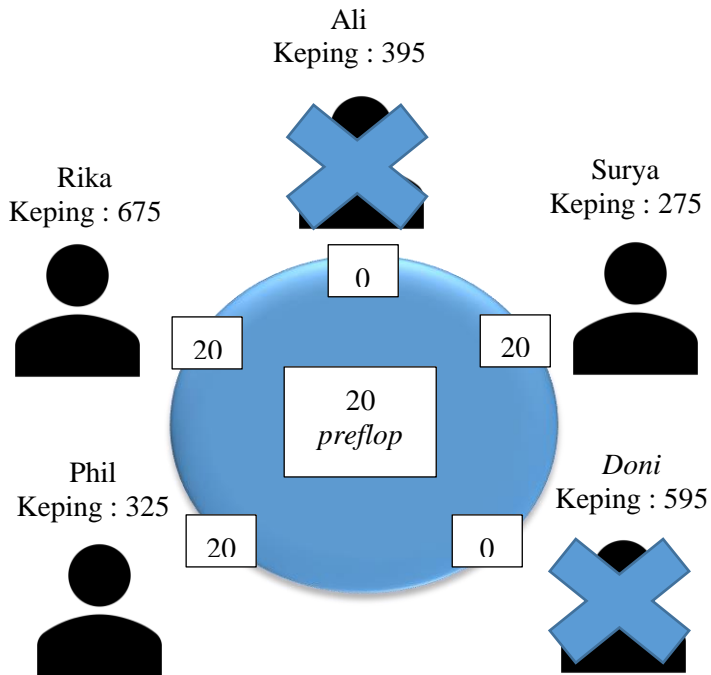 Ali
Keping : 395
Rika
Keping : 675
Surya
Keping : 275
0
20
20
20
preflop
Phil
Keping : 325
Doni
Keping : 595
20
0